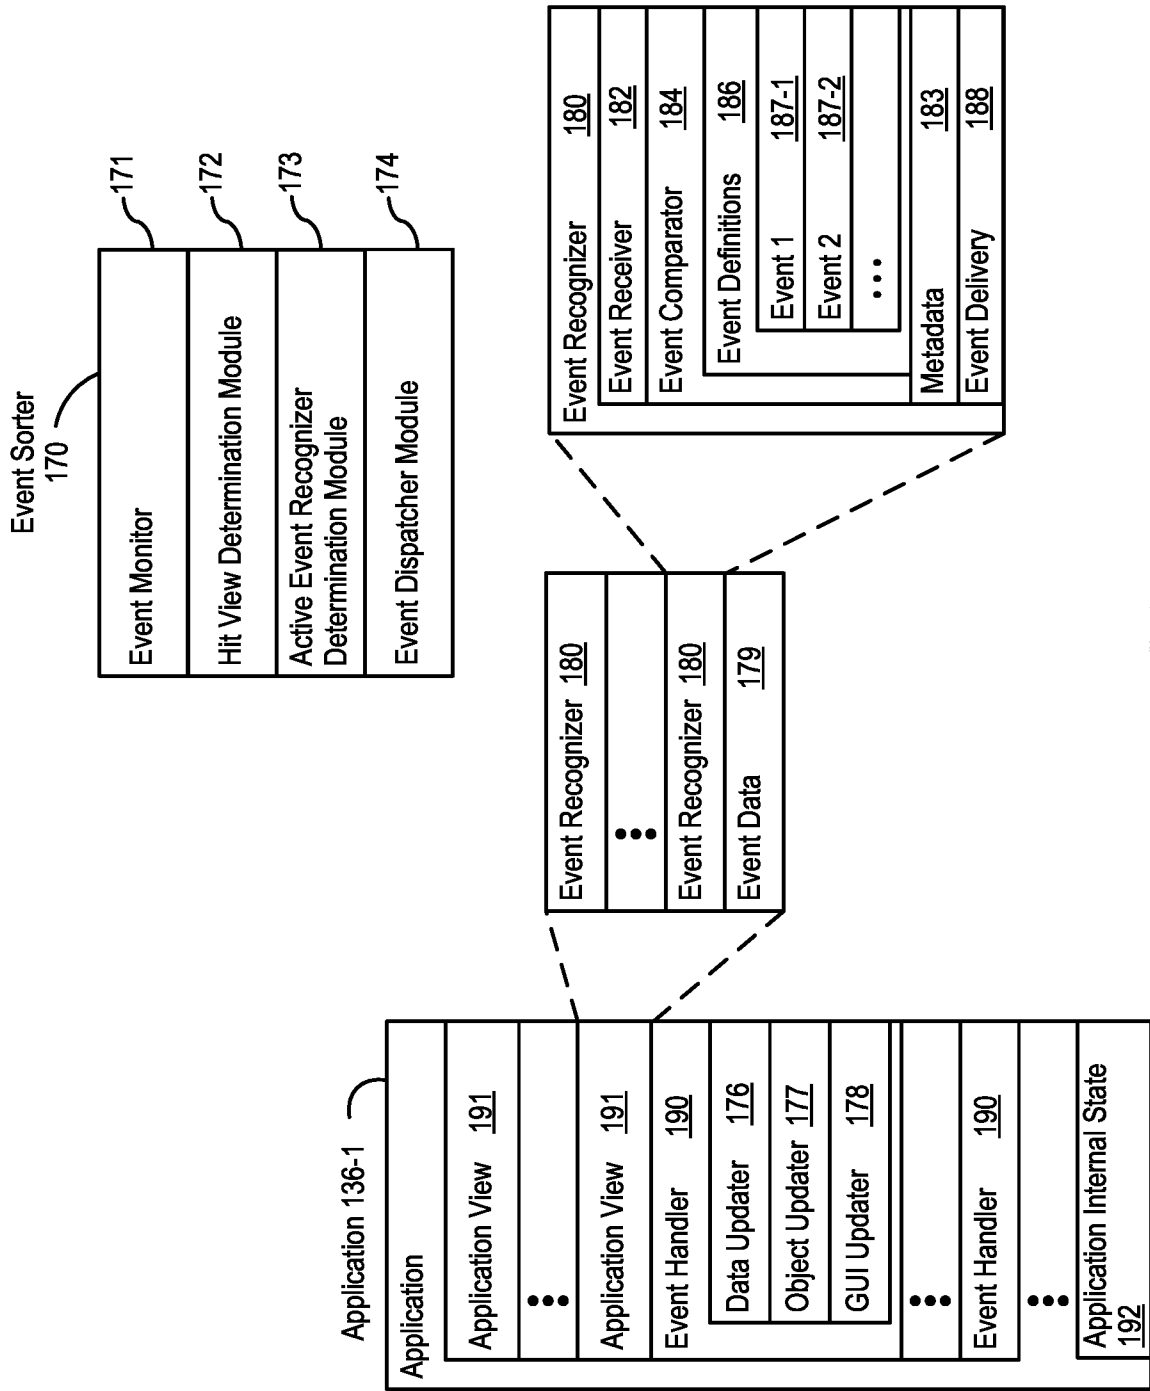 Event Sorter
170
Event Monitor
171
Hit View Determination Module
172
Active Event Recognizer
Determination Module
173
Event Dispatcher Module
174
Application 136-1
Application
Application View 191
•••
Application View 191
Event Handler 190
Data Updater 176
Object Updater 177
GUI Updater 178
•••
Event Handler 190
•••
Application Internal State
192
Event Recognizer 180
•••
Event Recognizer 180
Event Data 179
Event Recognizer 180
Event Receiver 182
Event Comparator 184
Event Definitions 186
Event 1 187-1
Event 2 187-2
•••
Metadata 183
Event Delivery 188